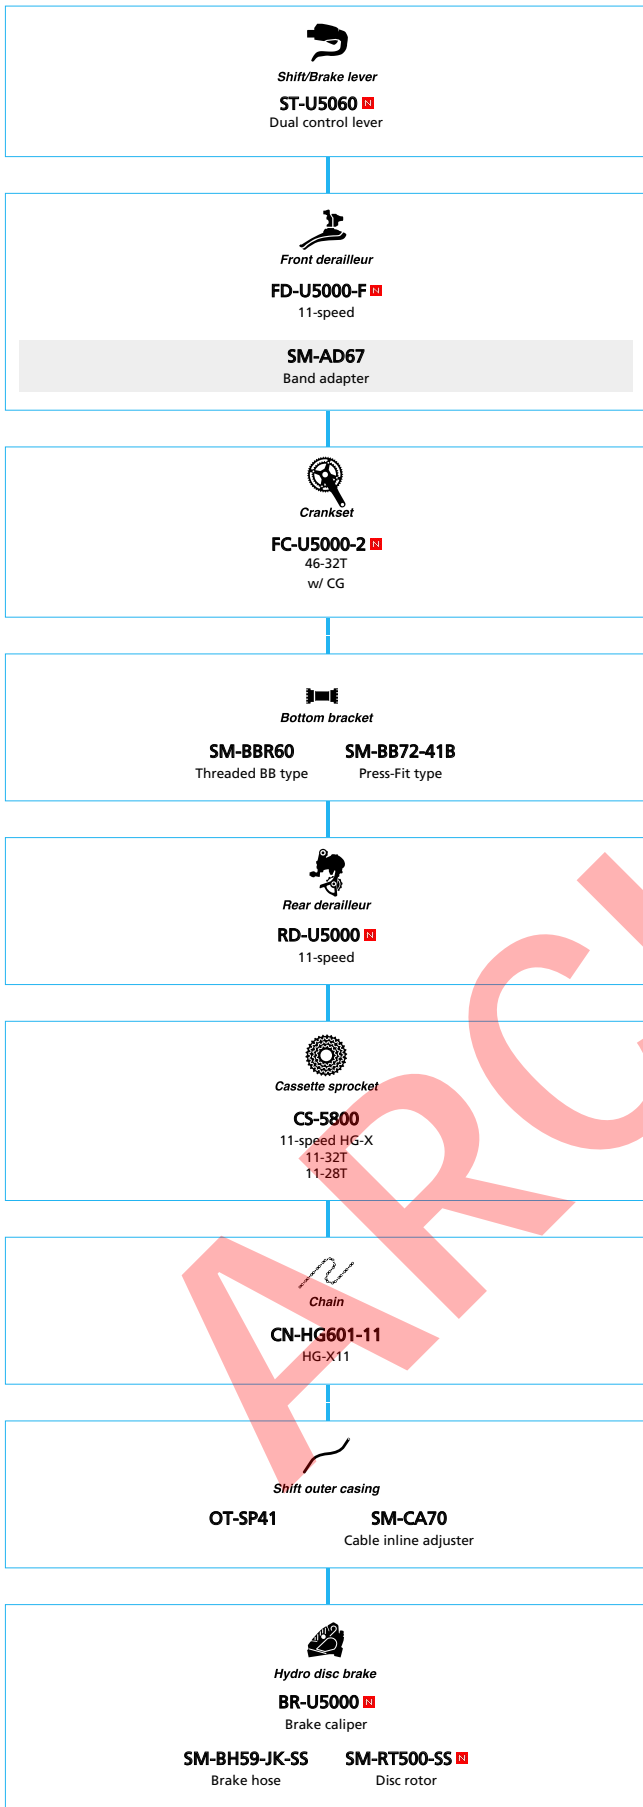 Shift/Brake lever
ST-U5060 N
Dual control lever
Front derailleur
FD-U5000-F N
11-speed
SM-AD67
Band adapter
Crankset
FC-U5000-2 N
46-32T
w/ CG
Bottom bracket
SM-BBR60 SM-BB72-41B
Threaded BB type Press-Fit type
Rear derailleur
RD-U5000 N
11-speed
Cassette sprocket
CS-5800
11-speed HG-X
11-32T
11-28T
Chain
CN-HG601-11
HG-X11
Shift outer casing
OT-SP41 SM-CA70
Cable inline adjuster
Hydro disc brake
BR-U5000 N
Brake caliper
SM-BH59-JK-SS SM-RT500-SS N
Brake hose Disc rotor